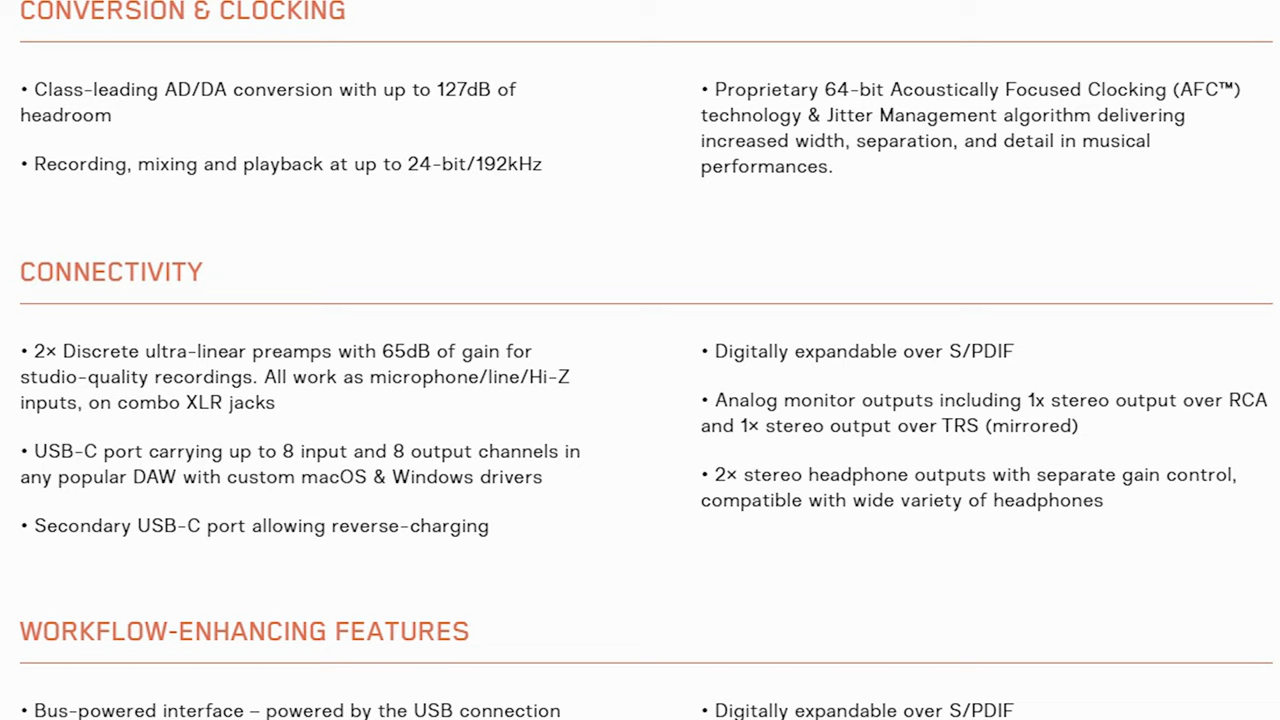 CONVERSION & CLOCKING
• Class-leading AD/DA conversion with up to 127dB of
headroom
• Recording, mixing and playback at up to 24-bit/192kHz
• Proprietary 64-bit Acoustically Focused Clocking (AFC™)
technology & Jitter Management algorithm delivering
increased width, separation, and detail in musical
performances.
CONNECTIVITY
• 2× Discrete ultra-linear preamps with 65dB of gain for
studio-quality recordings. All work as microphone/line/Hi-Z
inputs, on combo XLR jacks
• USB-C port carrying up to 8 input and 8 output channels in
any popular DAW with custom macOS & Windows drivers
• Secondary USB-C port allowing reverse-charging
• Digitally expandable over S/PDIF
• Analog monitor outputs including 1x stereo output over RCA
and 1× stereo output over TRS (mirrored)
• 2× stereo headphone outputs with separate gain control,
compatible with wide variety of headphones
WORKFLOW-ENHANCING FEATURES
• Bus-powered interface – powered by the USB connection
• Digitally expandable over S/PDIF